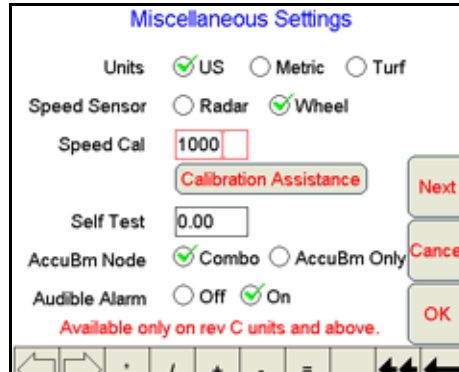 Miscellaneous Settings
Units US Metric Turf
Speed Sensor Radar Wheel
Speed Cal 1000
Calibration Assistance
Next
Self Test 0.00
AccuBm Node Combo AccuBm Only
Cancel
Audible Alarm Off On
OK
Available only on rev C units and above.
* / + - =